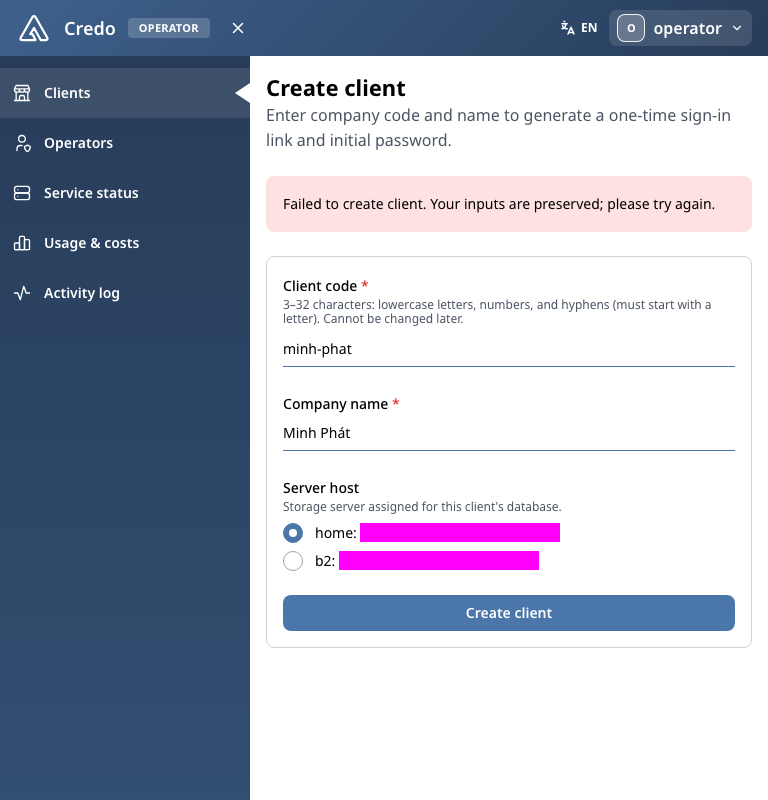 Credo
OPERATOR
EN
O
operator
Clients
Operators
Service status
Usage & costs
Activity log
Create client
Enter company code and name to generate a one-time sign-in
link and initial password.
Failed to create client. Your inputs are preserved; please try again.
Client code *
3–32 characters: lowercase letters, numbers, and hyphens (must start with a
letter). Cannot be changed later.
minh-phat
Company name *
Minh Phát
Server host
Storage server assigned for this client's database.
home:
b2:
Create client